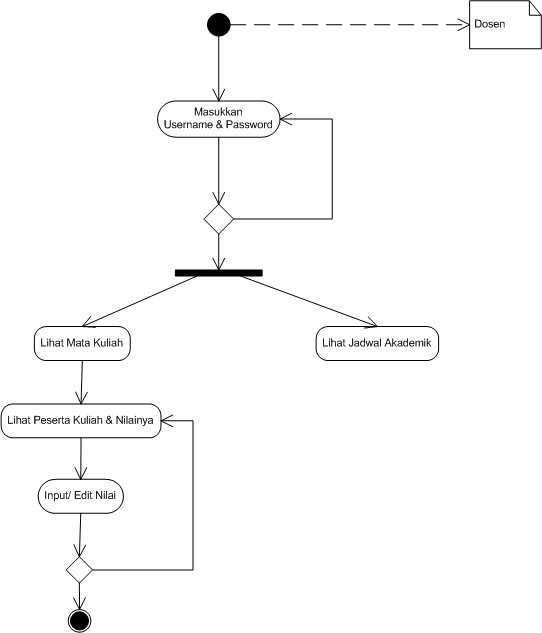 Dosen
Masukkan
Username & Password
Lihat Mata Kuliah
Lihat Jadwal Akademik
Lihat Peserta Kuliah & Nilainya
Input/ Edit Nilai